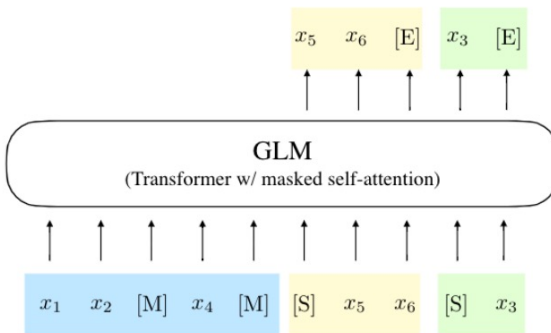 x₅ x₆ [E] x₃ [E]
GLM
(Transformer w/ masked self-attention)
x₁ x₂ [M] x₄ [M] [S] x₅ x₆ [S] x₃